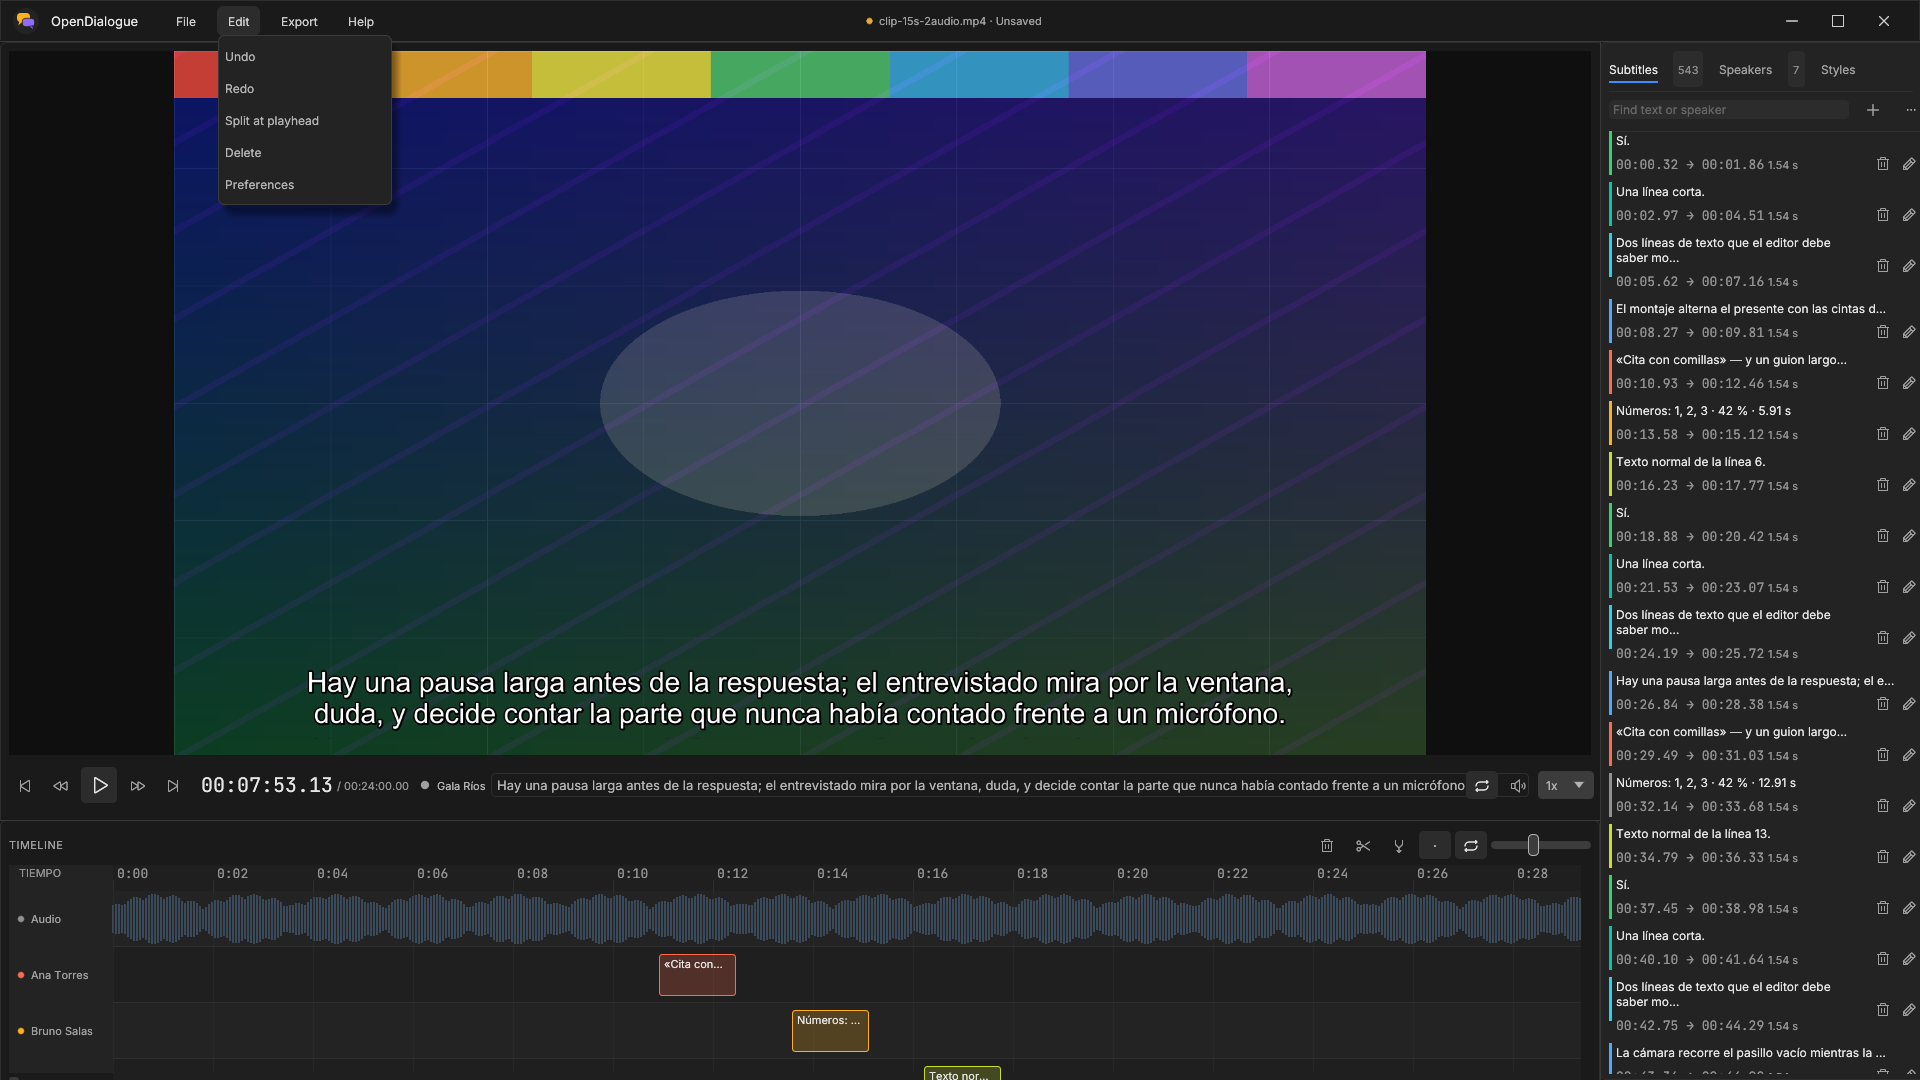 OpenDialogue
File
Edit
Export
Help
clip-15s-2audio.mp4 · Unsaved
Undo
Redo
Split at playhead
Delete
Preferences
Hay una pausa larga antes de la respuesta; el entrevistado mira por la ventana,
duda, y decide contar la parte que nunca había contado frente a un micrófono.
00:07:53.13 / 00:24:00.00
Gala Ríos
Hay una pausa larga antes de la respuesta; el entrevistado mira por la ventana, duda, y decide contar la parte que nunca había contado frente a un micrófono
1x
Subtitles 543 Speakers 7 Styles
Find text or speaker
Sí.
00:00.32 → 00:01.86 1.54 s
Una línea corta.
00:02.97 → 00:04.51 1.54 s
Dos líneas de texto que el editor debe
saber mo...
00:05.62 → 00:07.16 1.54 s
El montaje alterna el presente con las cintas d...
00:08.27 → 00:09.81 1.54 s
«Cita con comillas» — y un guion largo...
00:10.93 → 00:12.46 1.54 s
Números: 1, 2, 3 · 42 % · 5.91 s
00:13.58 → 00:15.12 1.54 s
Texto normal de la línea 6.
00:16.23 → 00:17.77 1.54 s
Sí.
00:18.88 → 00:20.42 1.54 s
Una línea corta.
00:21.53 → 00:23.07 1.54 s
Dos líneas de texto que el editor debe
saber mo...
00:24.19 → 00:25.72 1.54 s
Hay una pausa larga antes de la respuesta; el e...
00:26.84 → 00:28.38 1.54 s
«Cita con comillas» — y un guion largo...
00:29.49 → 00:31.03 1.54 s
Números: 1, 2, 3 · 42 % · 12.91 s
00:32.14 → 00:33.68 1.54 s
Texto normal de la línea 13.
00:34.79 → 00:36.33 1.54 s
Sí.
00:37.45 → 00:38.98 1.54 s
Una línea corta.
00:40.10 → 00:41.64 1.54 s
Dos líneas de texto que el editor debe
saber mo...
00:42.75 → 00:44.29 1.54 s
La cámara recorre el pasillo vacío mientras la ...
TIMELINE
TIEMPO
0:00 0:02 0:04 0:06 0:08 0:10 0:12 0:14 0:16 0:18 0:20 0:22 0:24 0:26 0:28
Audio
Ana Torres
«Cita con...
Bruno Salas
Números: ...
Texto nor...